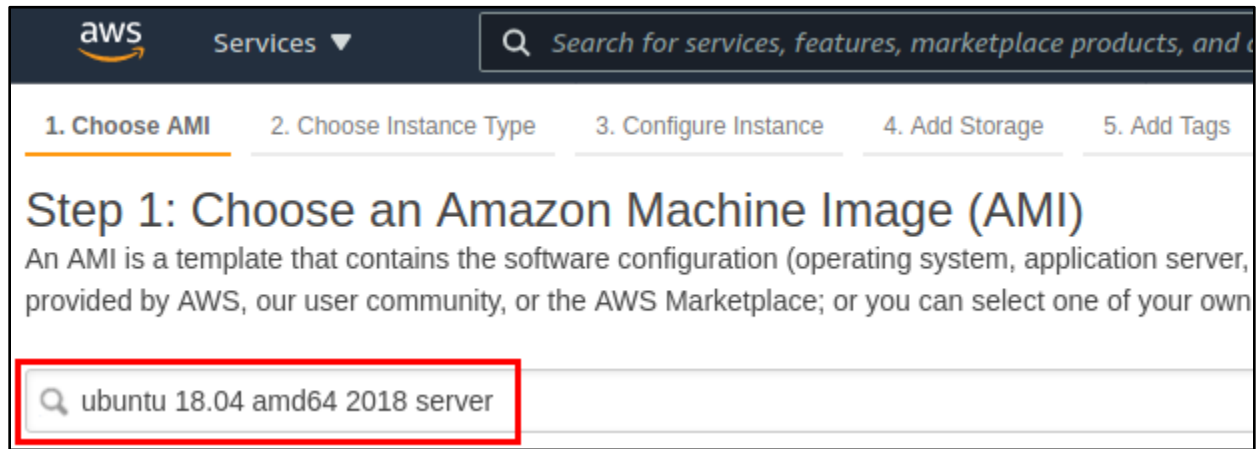 aws Services ▼ Search for services, features, marketplace products, and
1. Choose AMI 2. Choose Instance Type 3. Configure Instance 4. Add Storage 5. Add Tags
Step 1: Choose an Amazon Machine Image (AMI)
An AMI is a template that contains the software configuration (operating system, application server,
provided by AWS, our user community, or the AWS Marketplace; or you can select one of your own
ubuntu 18.04 amd64 2018 server